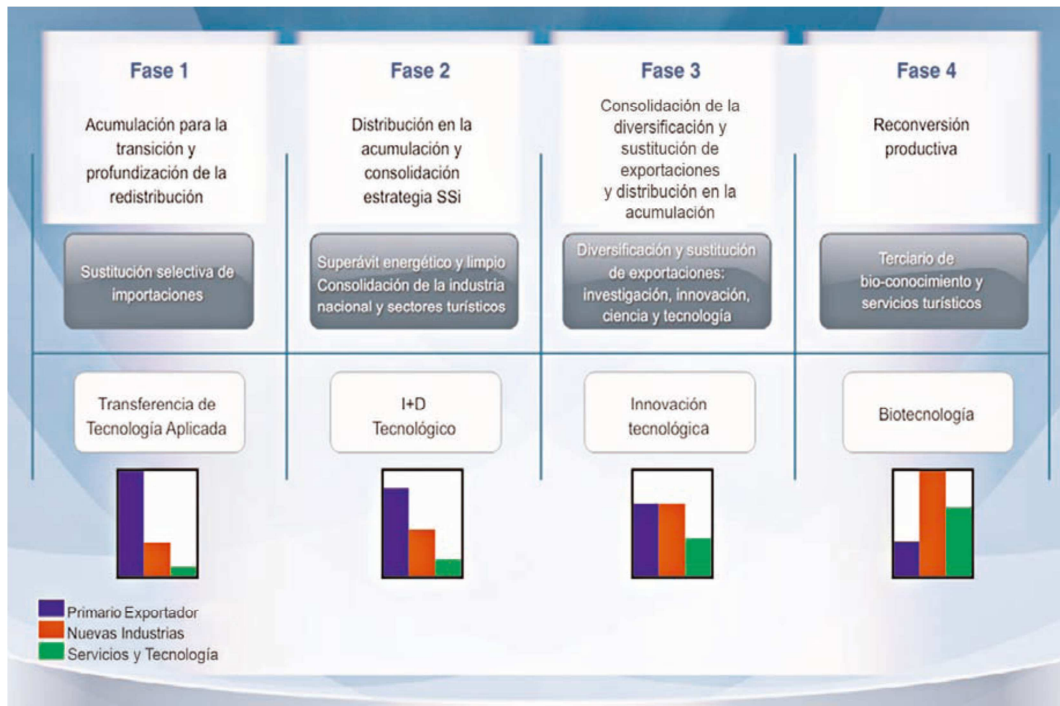 Fase 1
Acumulación para la
transición y
profundización de la
redistribución
Sustitución selectiva de
importaciones
Transferencia de
Tecnología Aplicada
Fase 2
Distribución en la
acumulación y
consolidación
estrategia SSi
Superávit energético y limpio
Consolidación de la industria
nacional y sectores turísticos
I+D
Tecnológico
Fase 3
Consolidación de la
diversificación y
sustitución de
exportaciones
y distribución en la
acumulación
Diversificación y sustitución
de exportaciones:
investigación, innovación,
ciencia y tecnología
Innovación
tecnológica
Fase 4
Reconversión
productiva
Terciario de
bio-conocimiento y
servicios turísticos
Biotecnología
Primario Exportador
Nuevas Industrias
Servicios y Tecnología